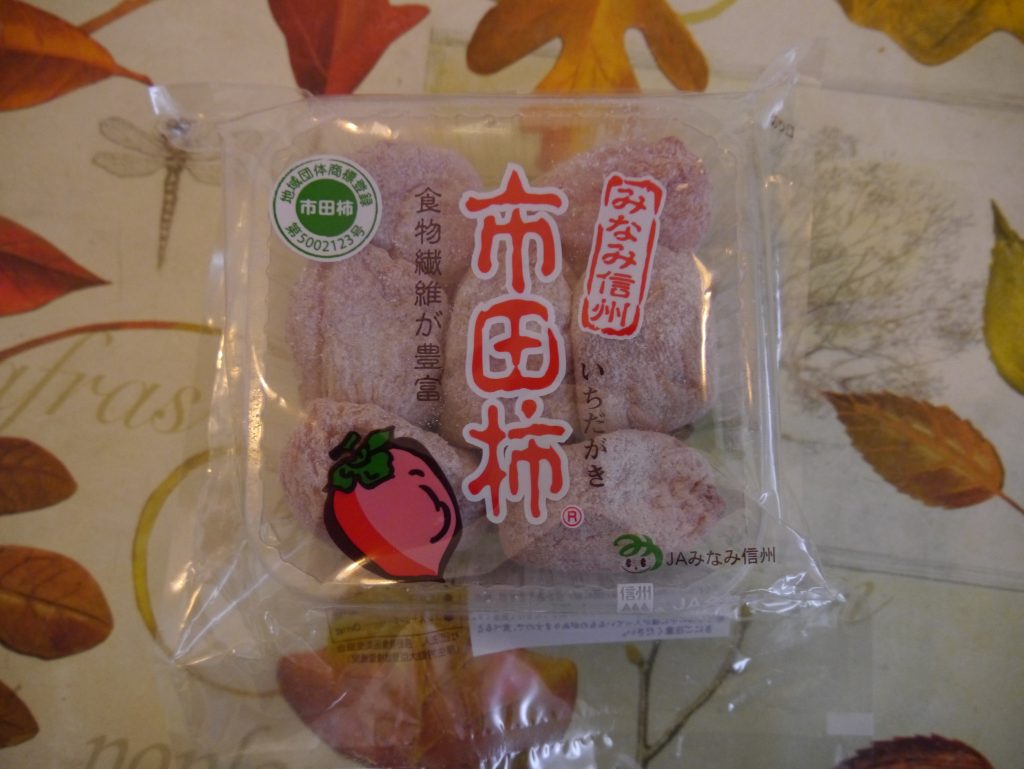 地域団体商標登録
市田柿
第5002123号
食物繊維が豊富
市田柿
®
みなみ信州
いちだがき
JAみなみ信州
信州
afras